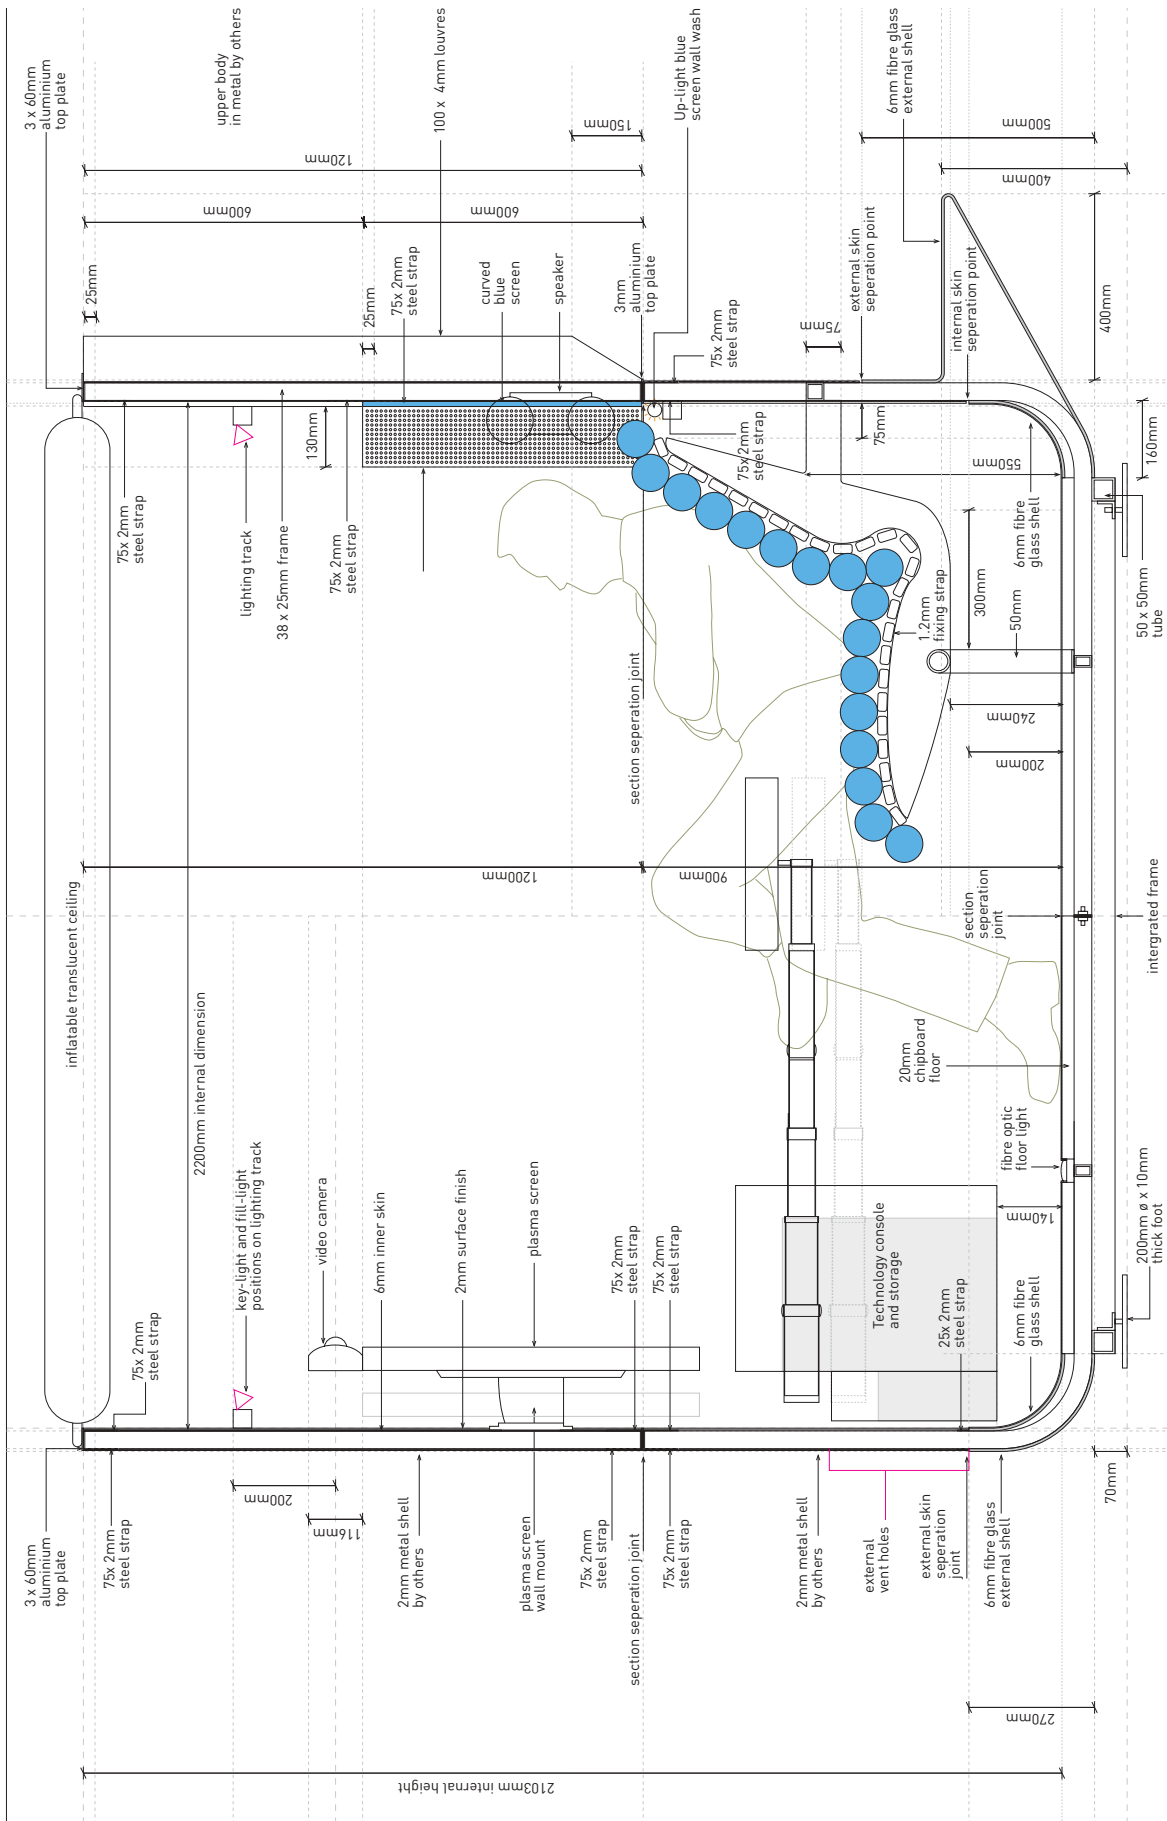 3 x 60mm
aluminium
top plate
upper body
in metal by others
100 x 4mm louvres
Up-light blue
screen wall wash
6mm fibre glass
external shell
120mm
150mm
600mm
600mm
500mm
400mm
25mm
25mm
75x 2mm
steel strap
curved
blue
screen
speaker
3mm
aluminium
top plate
75x 2mm
steel strap
75mm
external skin
seperation point
internal skin
seperation point
400mm
75x 2mm
steel strap
lighting track
38 x 25mm frame
130mm
75x 2mm
steel strap
75x 2mm
steel strap
75mm
550mm
6mm fibre
glass shell
160mm
50 x 50mm
tube
section seperation joint
1.2mm
fixing strap
300mm
50mm
240mm
200mm
inflatable translucent ceiling
2200mm internal dimension
1200mm
900mm
section
seperation
joint
intergrated frame
20mm
chipboard
floor
fibre optic
floor light
140mm
200mm ø x 10mm
thick foot
key-light and fill-light
positions on lighting track
video camera
6mm inner skin
2mm surface finish
plasma screen
75x 2mm
steel strap
75x 2mm
steel strap
Technology console
and storage
25x 2mm
steel strap
6mm fibre
glass shell
75x 2mm
steel strap
3 x 60mm
aluminium
top plate
75x 2mm
steel strap
200mm
116mm
2mm metal shell
by others
plasma screen
wall mount
75x 2mm
steel strap
section seperation joint
75x 2mm
steel strap
2mm metal shell
by others
external
vent holes
external skin
seperation
joint
6mm fibre glass
external shell
70mm
270mm
2103mm internal height